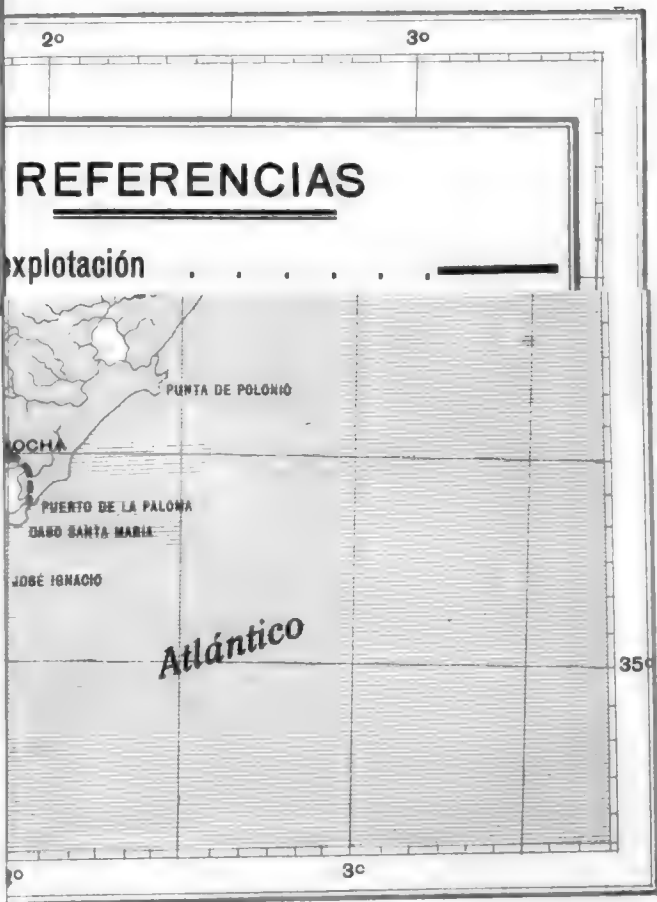 2º 3º
REFERENCIAS
explotación . . . . . .
PUNTA DE POLONIO
OCHA
PUERTO DE LA PALOMA
CABO SANTA MARIA
JOSÉ IGNACIO
Atlántico
35º
3º